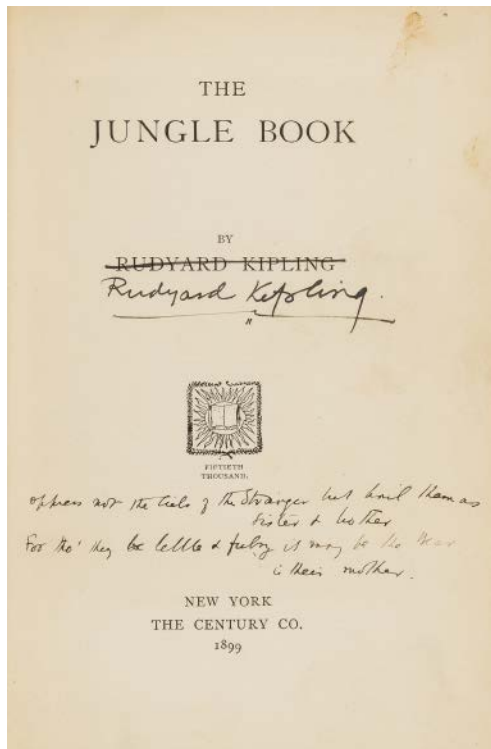 THE
JUNGLE BOOK
BY
RUDYARD KIPLING
Rudyard Kipling.
FIFTIETH
THOUSAND.
oppress not the cubs of the Stranger but hail them as
Sister & brother
For tho' they be little & fubsy it may be the Bear
is their mother.
NEW YORK
THE CENTURY CO.
1899